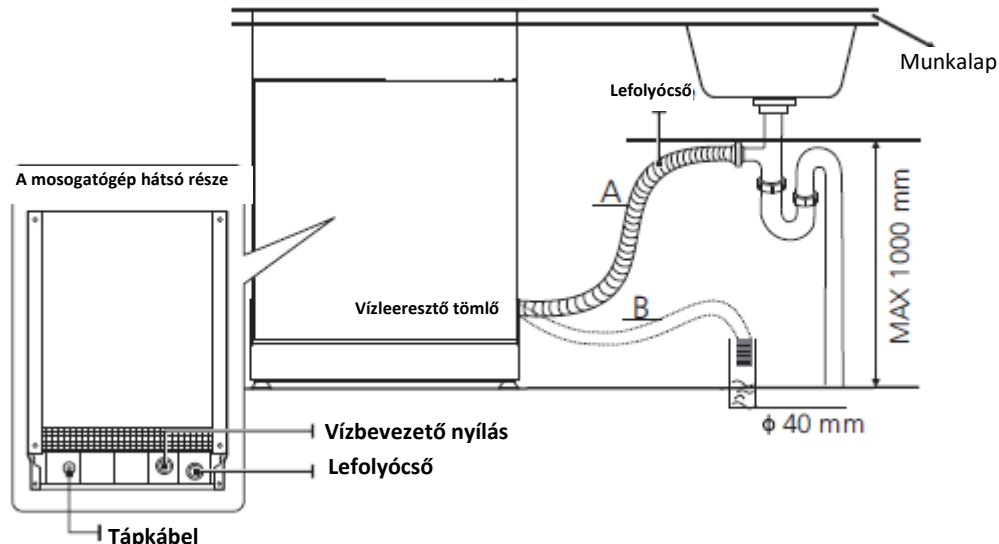 Munkalap
Lefolyócső
A mosogatógép hátsó része
A
MAX 1000 mm
Vízleeresztő tömlő
B
ϕ 40 mm
Vízbevezető nyílás
Lefolyócső
Tápkábel